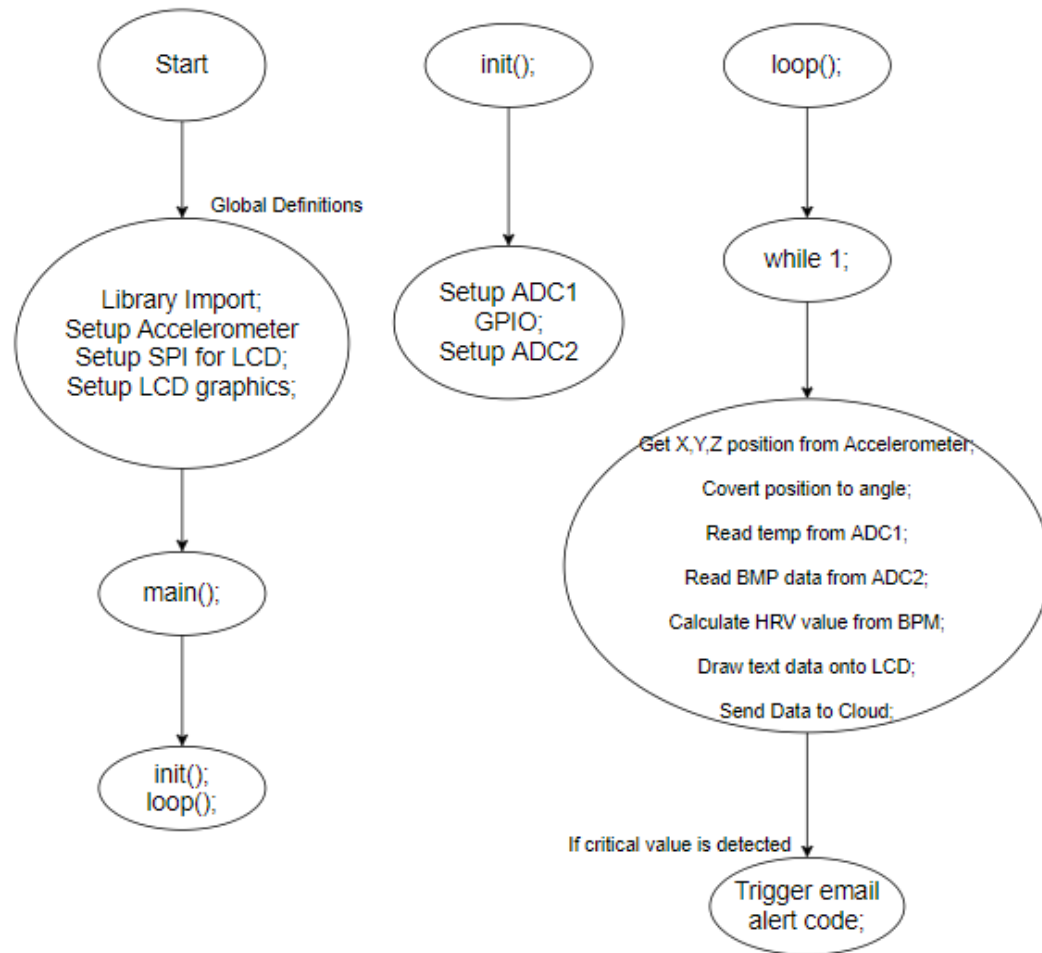 Start
Global Definitions
Library Import;
Setup Accelerometer
Setup SPI for LCD;
Setup LCD graphics;
main();
init();
loop();
init();
Setup ADC1
GPIO;
Setup ADC2
loop();
while 1;
Get X,Y,Z position from Accelerometer;
Covert position to angle;
Read temp from ADC1;
Read BMP data from ADC2;
Calculate HRV value from BPM;
Draw text data onto LCD;
Send Data to Cloud;
If critical value is detected
Trigger email
alert code;